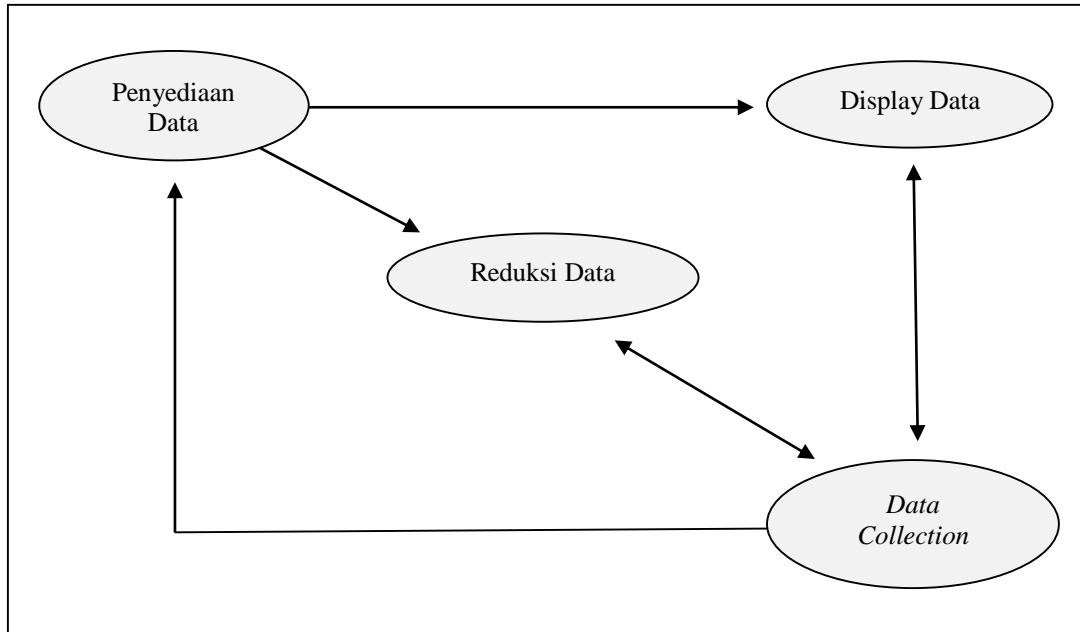 Penyediaan
Data
Display Data
Reduksi Data
Data
Collection